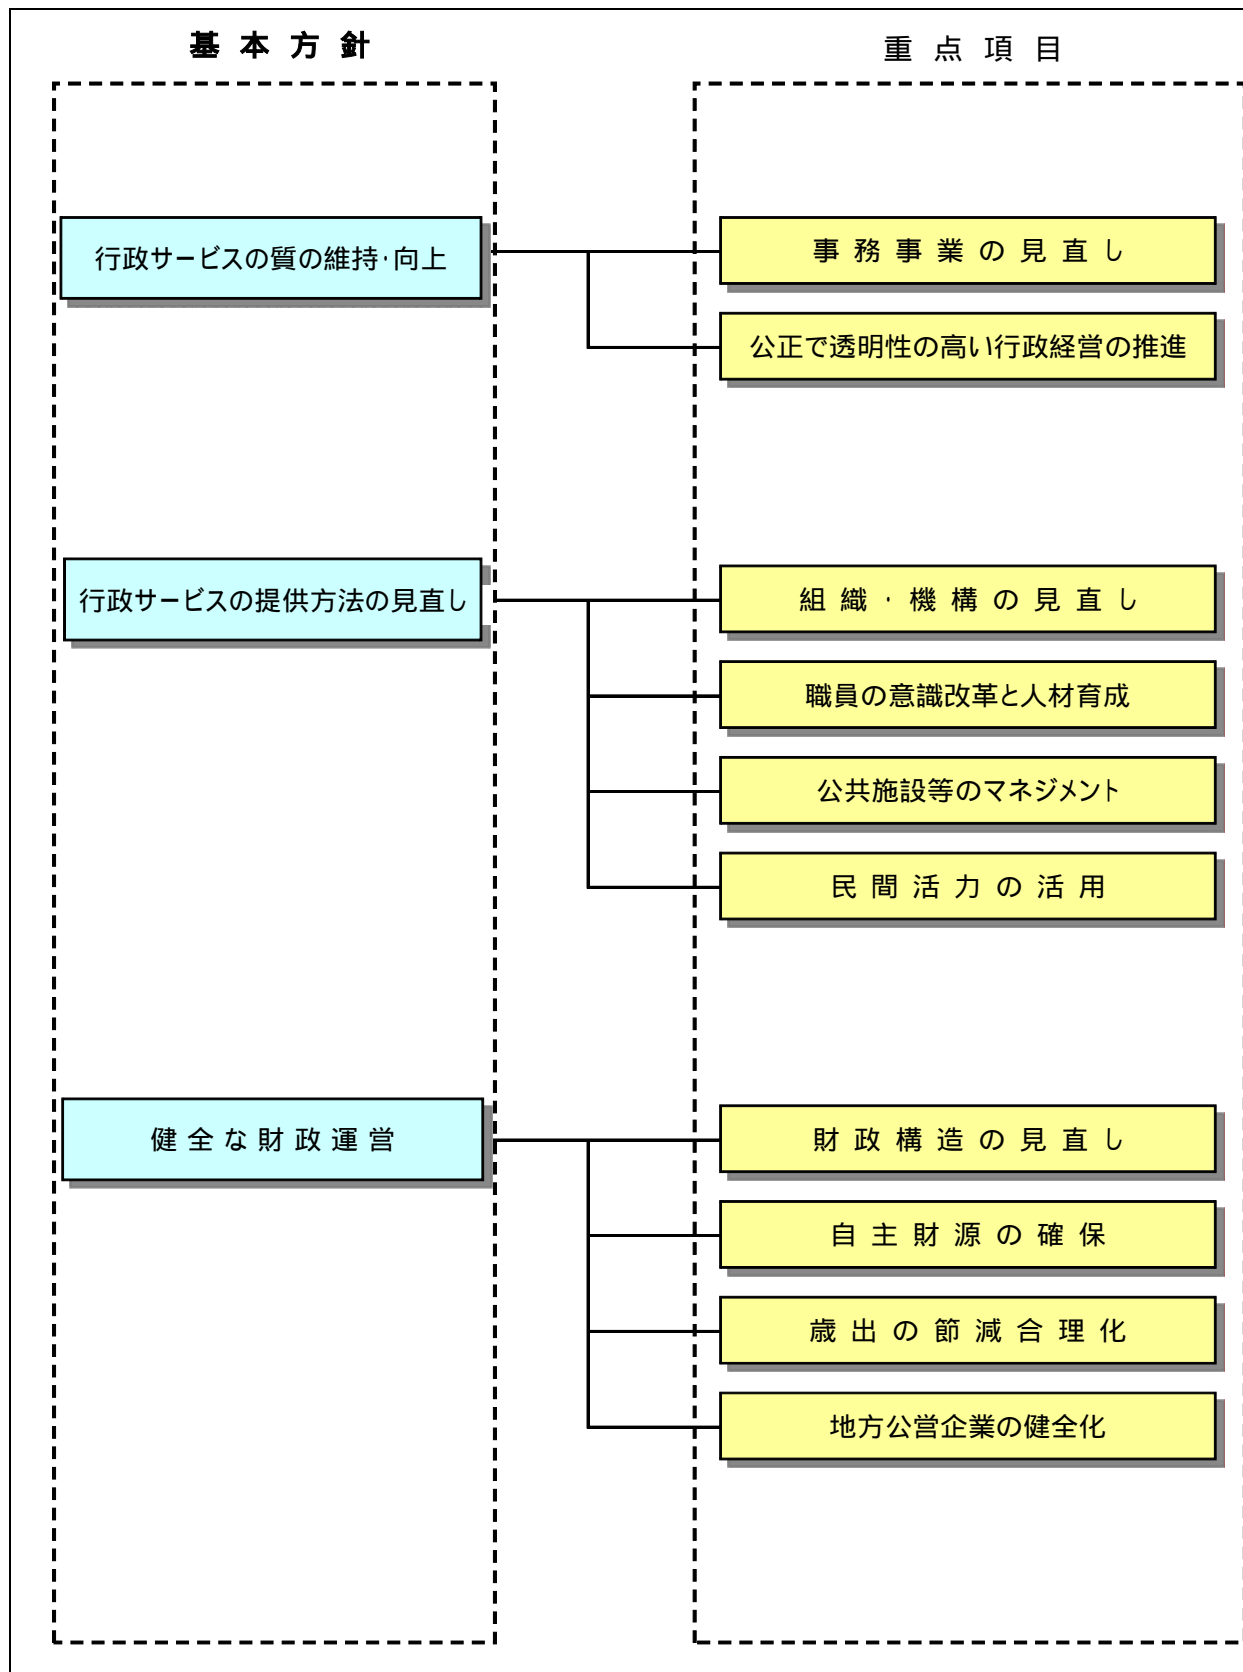 基本方針
重点項目
行政サービスの質の維持・向上
事務事業の見直し
公正で透明性の高い行政経営の推進
行政サービスの提供方法の見直し
組織・機構の見直し
職員の意識改革と人材育成
公共施設等のマネジメント
民間活力の活用
健全な財政運営
財政構造の見直し
自主財源の確保
歳出の節減合理化
地方公営企業の健全化